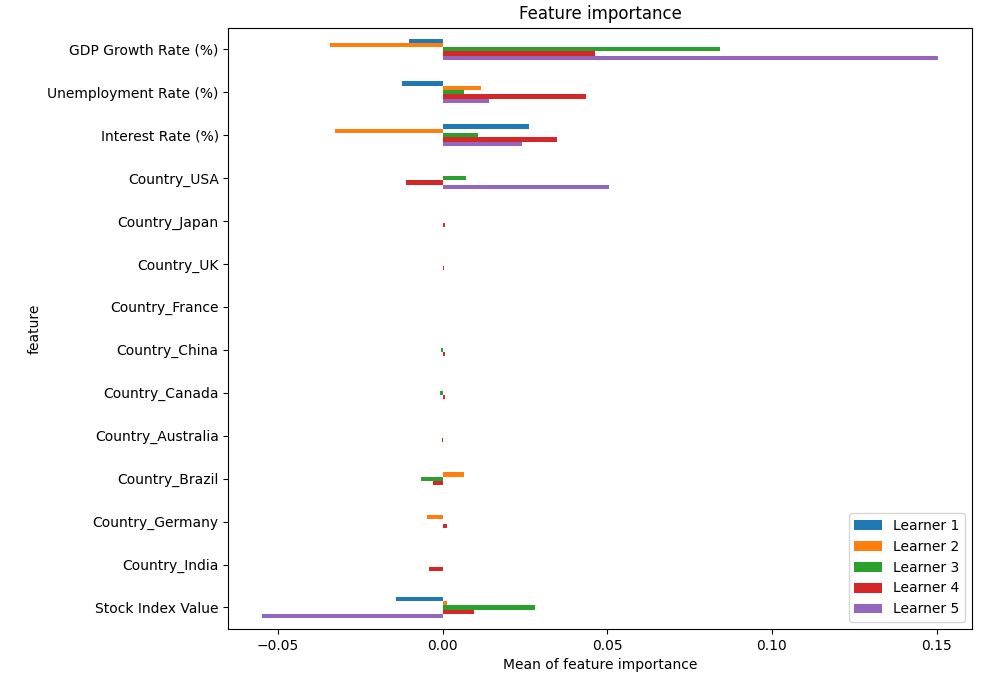 Feature importance
GDP Growth Rate (%)
Unemployment Rate (%)
Interest Rate (%)
Country_USA
Country_Japan
Country_UK
Country_France
Country_China
Country_Canada
Country_Australia
Country_Brazil
Country_Germany
Country_India
Stock Index Value
feature
Learner 1
Learner 2
Learner 3
Learner 4
Learner 5
−0.05 0.00 0.05 0.10 0.15
Mean of feature importance